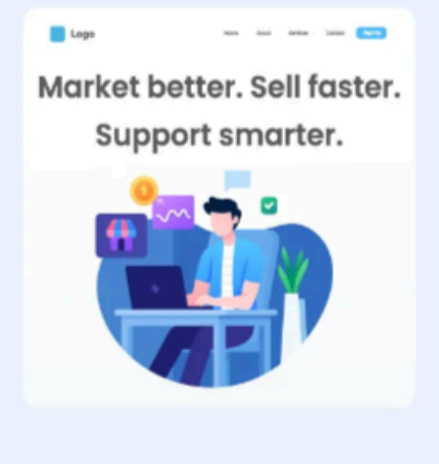 Logo
Home About Services Contact Sign Up
Market better. Sell faster.
Support smarter.